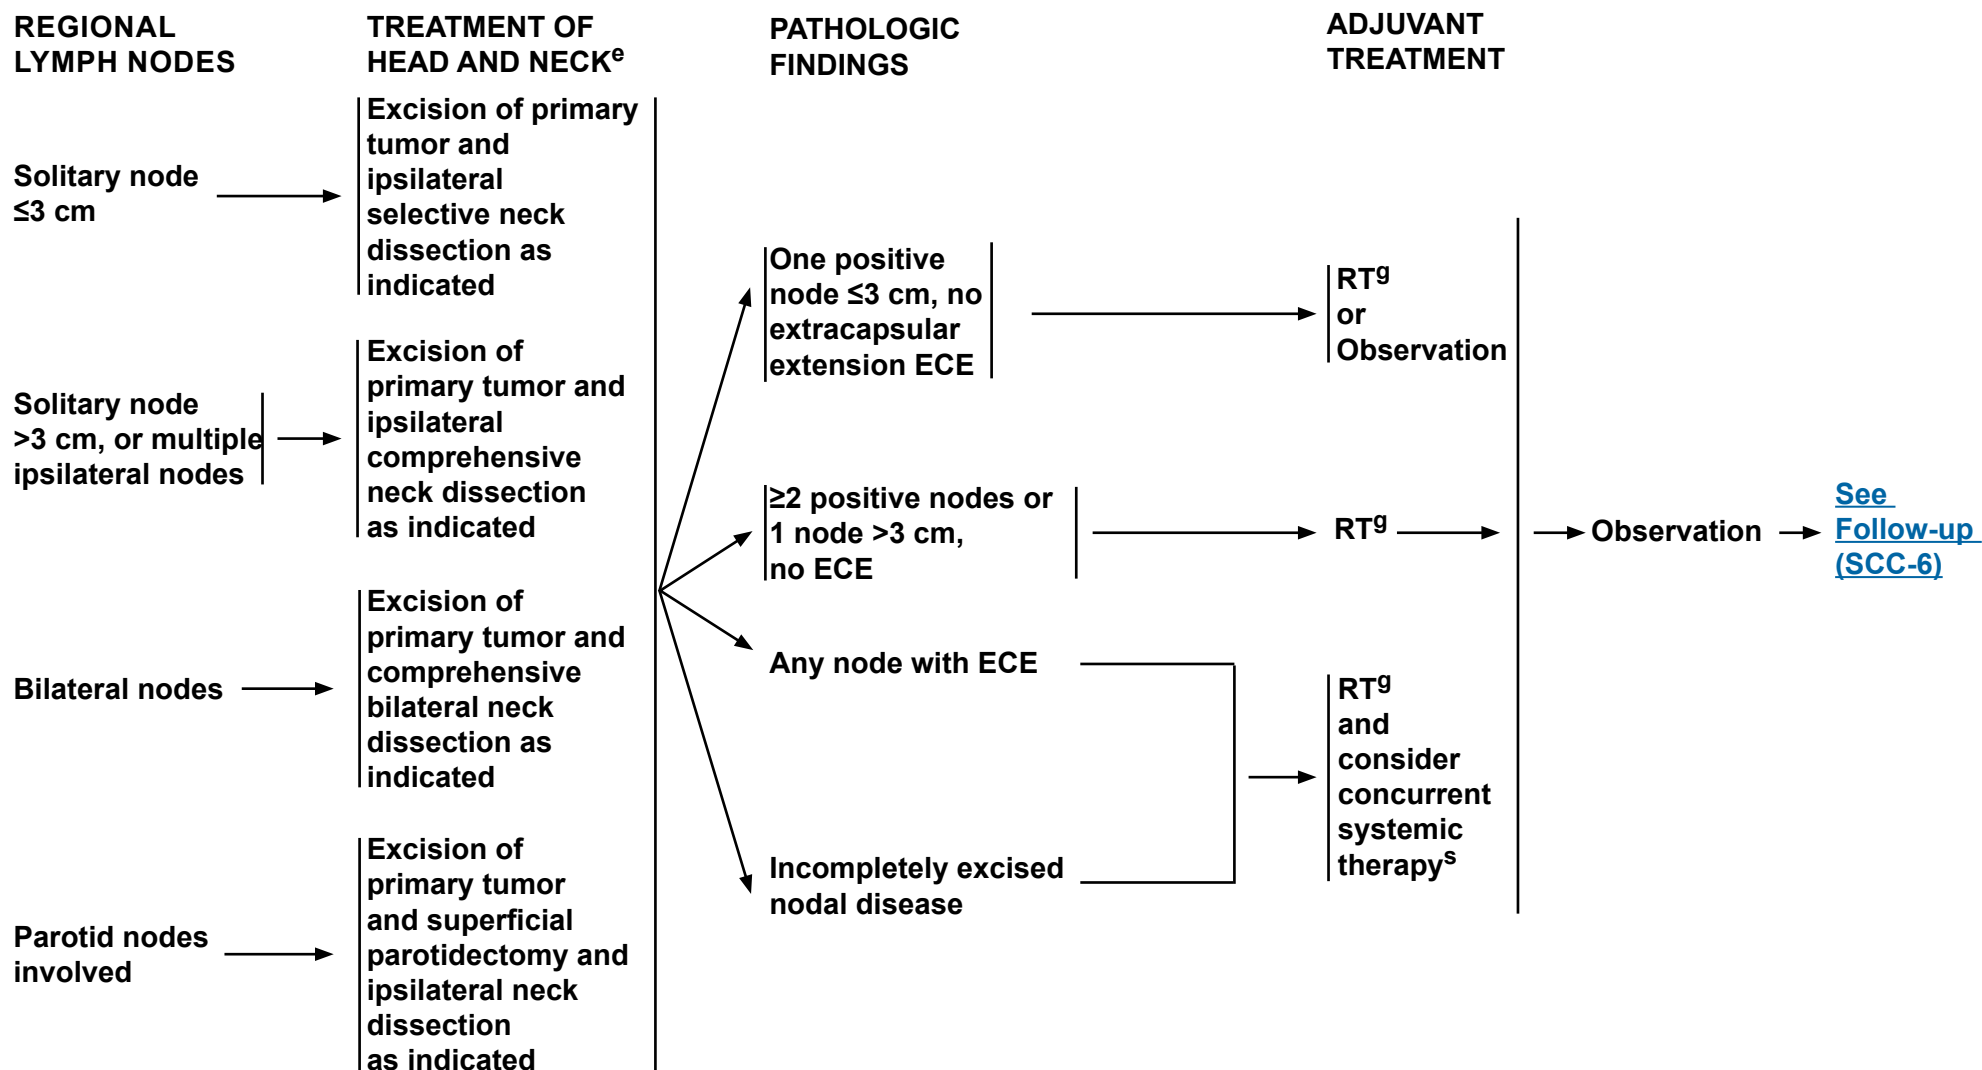 REGIONAL
LYMPH NODES
TREATMENT OF
HEAD AND NECKe
PATHOLOGIC
FINDINGS
ADJUVANT
TREATMENT
Solitary node
≤3 cm
Excision of primary
tumor and
ipsilateral
selective neck
dissection as
indicated
Solitary node
>3 cm, or multiple
ipsilateral nodes
Excision of
primary tumor and
ipsilateral
comprehensive
neck dissection
as indicated
Bilateral nodes
Excision of
primary tumor and
comprehensive
bilateral neck
dissection as
indicated
Parotid nodes
involved
Excision of
primary tumor
and superficial
parotidectomy and
ipsilateral neck
dissection
as indicated
One positive
node ≤3 cm, no
extracapsular
extension ECE
RTg
or
Observation
≥2 positive nodes or
1 node >3 cm,
no ECE
RTg
Any node with ECE
Incompletely excised
nodal disease
RTg
and
consider
concurrent
systemic
therapys
Observation
See
Follow-up
(SCC-6)